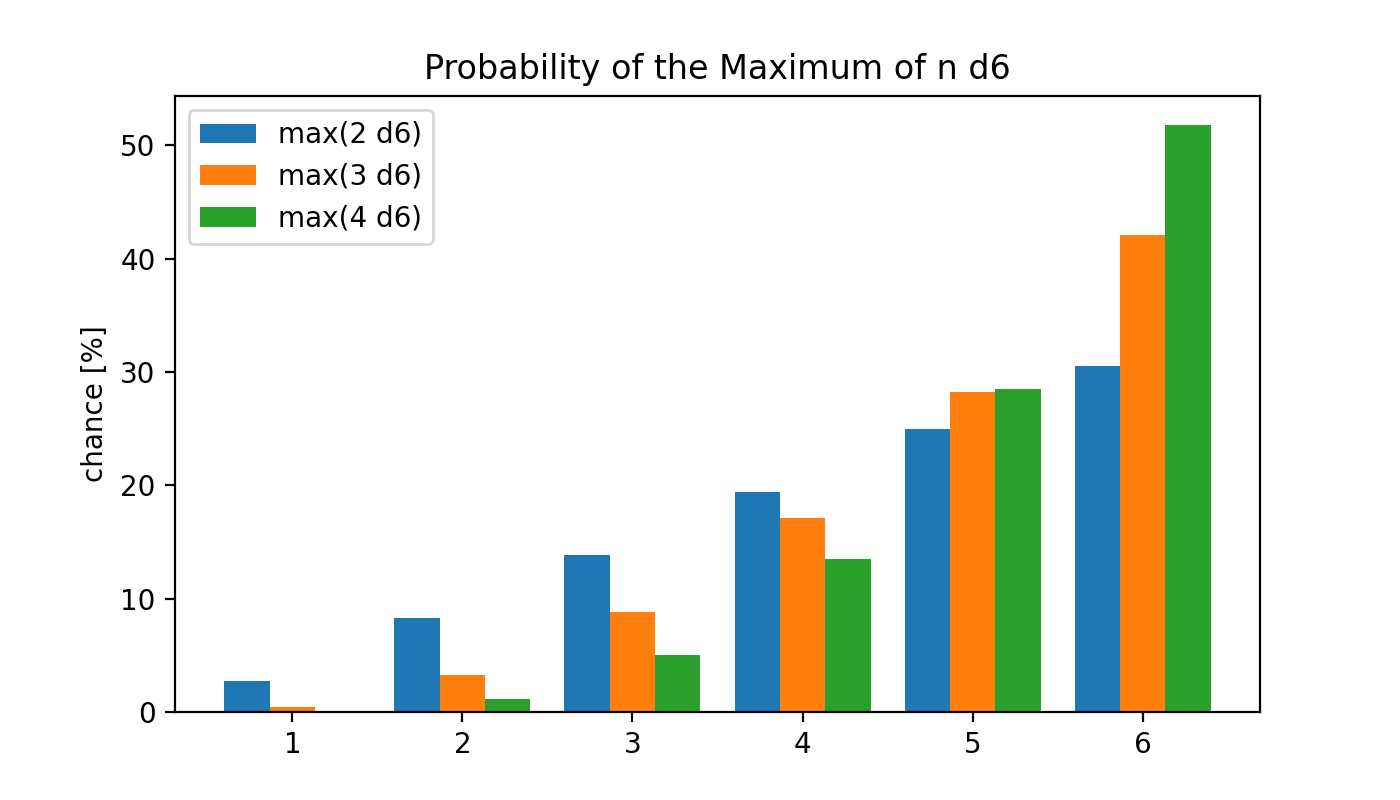 Probability of the Maximum of n d6
max(2 d6)
max(3 d6)
max(4 d6)
chance [%]
50
40
30
20
10
0
1 2 3 4 5 6